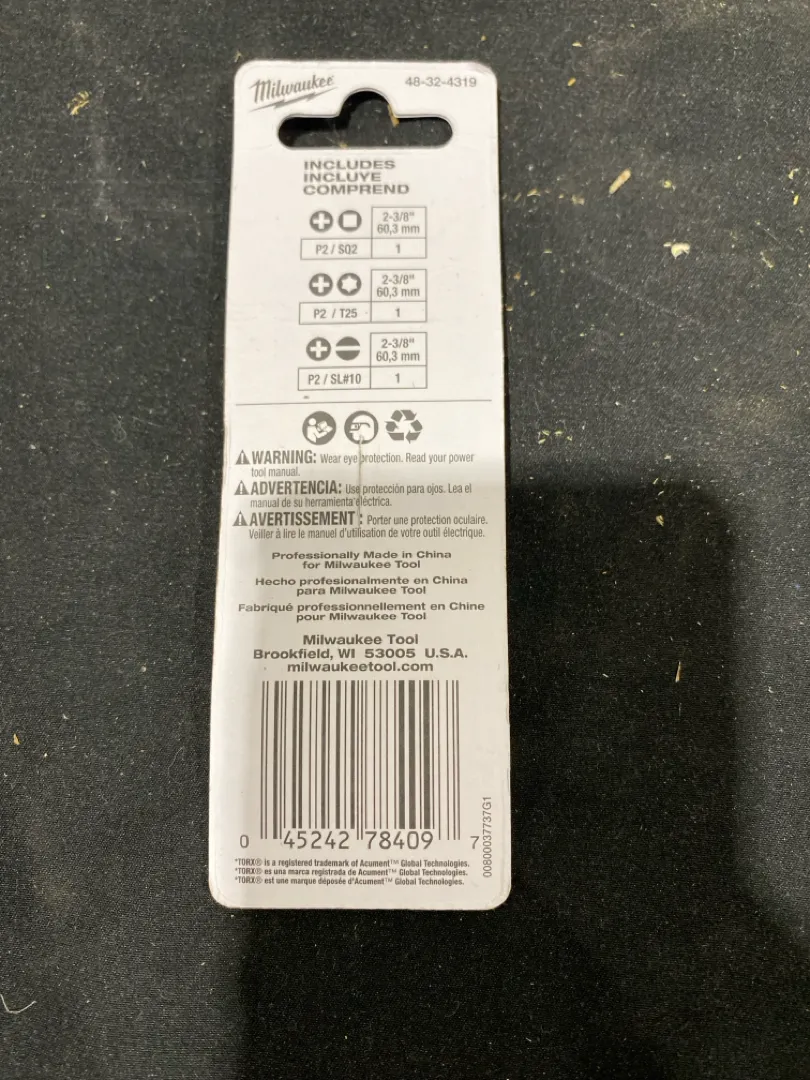 Milwaukee
48-32-4319
INCLUDES
INCLUYE
COMPREND
2-3/8"
60,3 mm
P2 / SQ2
1
2-3/8"
60,3 mm
P2 / T25
1
2-3/8"
60,3 mm
P2 / SL#10
1
WARNING: Wear eye protection. Read your power
tool manual.
ADVERTENCIA: Use protección para ojos. Lea el
manual de su herramienta eléctrica.
AVERTISSEMENT : Porter une protection oculaire.
Veiller à lire le manuel d'utilisation de votre outil électrique.
Professionally Made in China
for Milwaukee Tool
Hecho profesionalmente en China
para Milwaukee Tool
Fabriqué professionnellement en Chine
pour Milwaukee Tool
Milwaukee Tool
Brookfield, WI 53005 U.S.A.
milwaukeetool.com
0 45242 78409 7
00800037737G1
*TORX® is a registered trademark of Acument™ Global Technologies.
*TORX® es una marca registrada de Acument™ Global Technologies.
*TORX® est une marque déposée d'Acument™ Global Technologies.